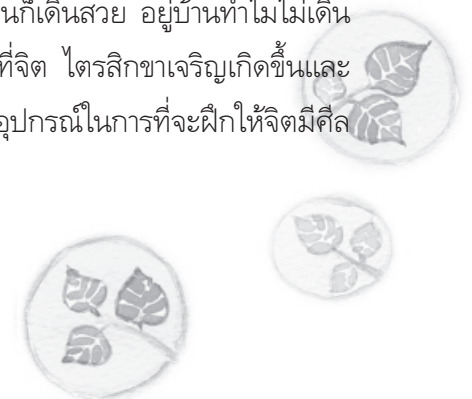 นก็เดินสวย อยู่บ้านทำไมไม่เดิน
ที่จิต ไตรสิกขาเจริญเกิดขึ้นและ
อุปกรณ์ในการที่จะฝึกให้จิตมีศีล